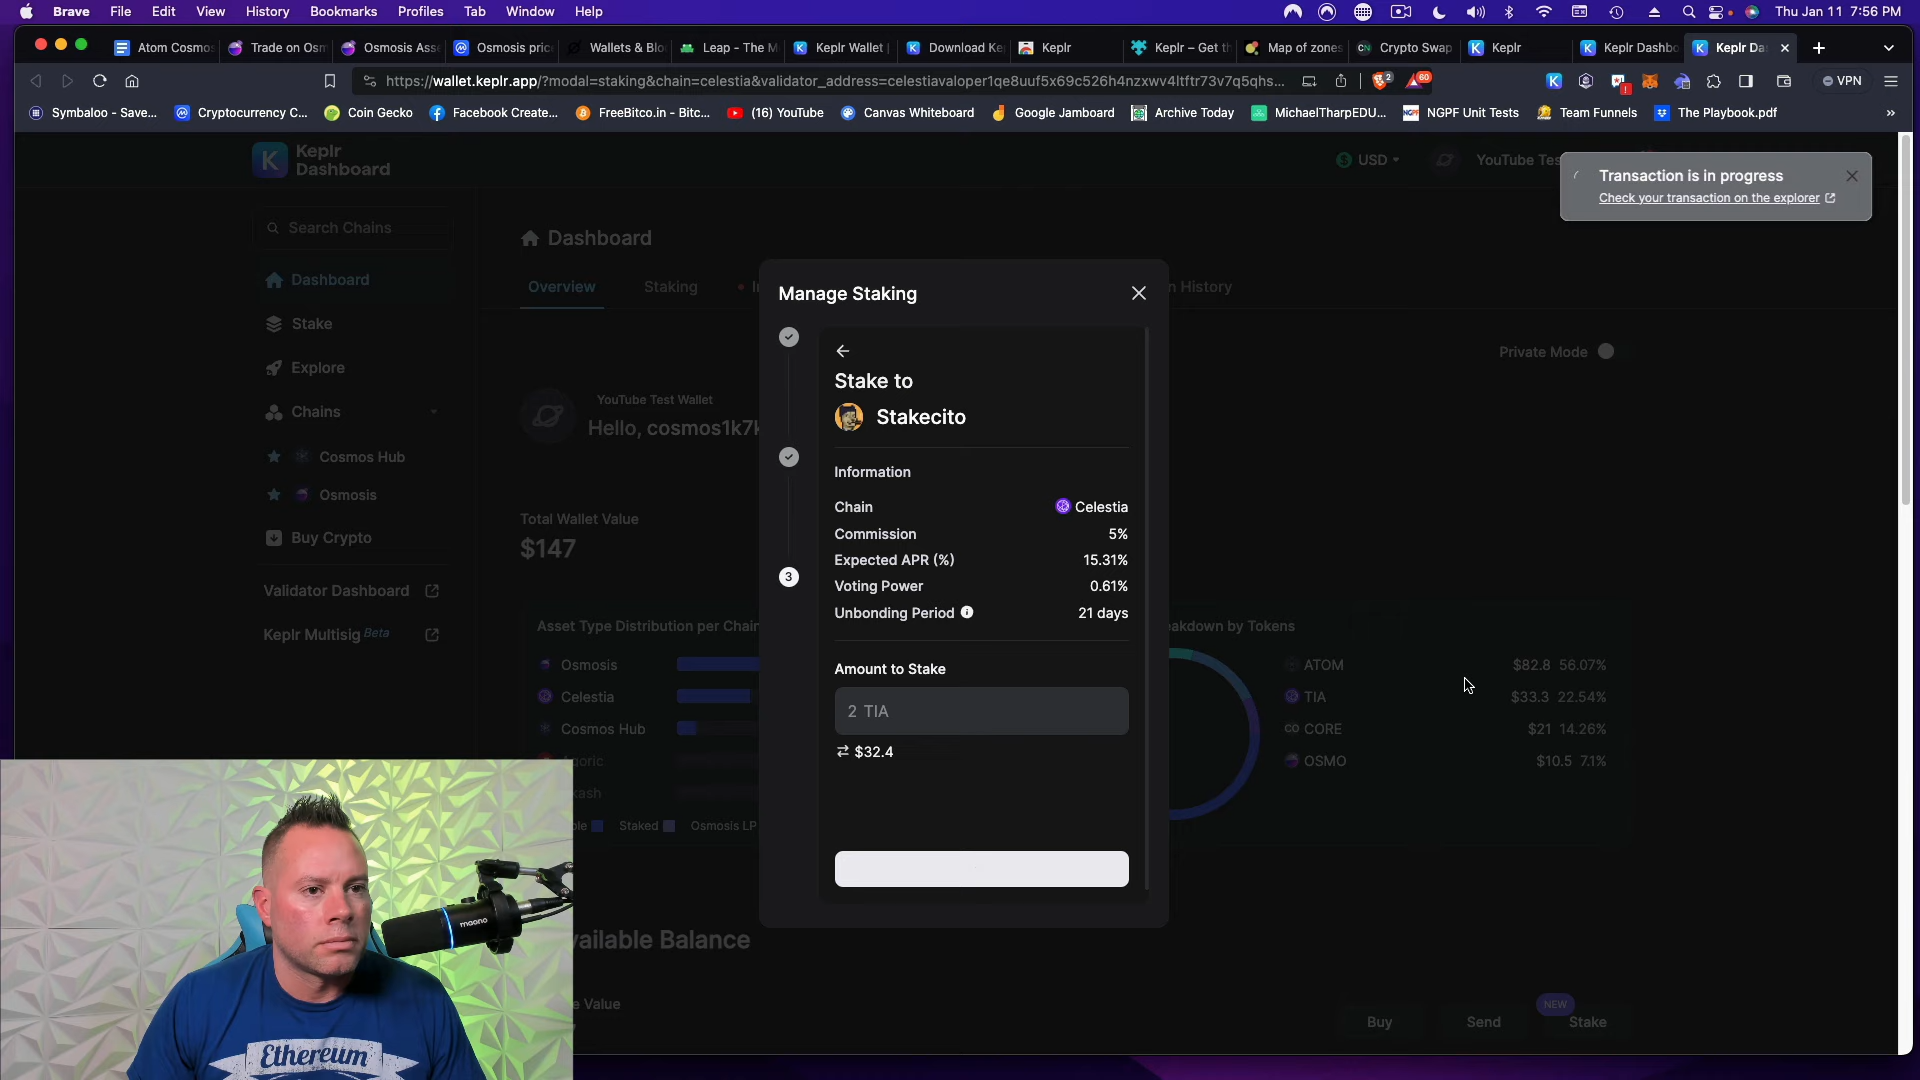 Brave File Edit View History Bookmarks Profiles Tab Window Help
Thu Jan 11 7:56 PM
Atom Cosmos
Trade on Osm
Osmosis Ass
Osmosis price
Wallets & Blo
Leap - The M
Keplr Wallet
Download Ke
Keplr
Keplr – Get th
Map of zones
Crypto Swap
Keplr
Keplr Dashbo
Keplr Da
https://wallet.keplr.app/?modal=staking&chain=celestia&validator_address=celestiavaloper1qe8uuf5x69c526h4nzxwv4ltftr73v7q5qhs...
2
60
VPN
Symbaloo - Save...
Cryptocurrency C...
Coin Gecko
Facebook Create...
FreeBitco.in - Bitc...
(16) YouTube
Canvas Whiteboard
Google Jamboard
Archive Today
MichaelTharpEDU...
NGPF Unit Tests
Team Funnels
The Playbook.pdf
Keplr
Dashboard
USD
YouTube Tes
Transaction is in progress
Check your transaction on the explorer
Search Chains
Dashboard
Stake
Explore
Chains
Cosmos Hub
Osmosis
Buy Crypto
Validator Dashboard
Keplr Multisig Beta
Dashboard
Overview
Staking
n History
Private Mode
YouTube Test Wallet
Hello, cosmos1k7k
Total Wallet Value
$147
Asset Type Distribution per Chain
Osmosis
Celestia
Cosmos Hub
Staked
Osmosis LP
Manage Staking
3
Stake to
Stakecito
Information
Chain Celestia
Commission 5%
Expected APR (%) 15.31%
Voting Power 0.61%
Unbonding Period 21 days
Amount to Stake
2 TIA
$32.4
akdown by Tokens
ATOM $82.8 56.07%
TIA $33.3 22.54%
CORE $21 14.26%
OSMO $10.5 7.1%
vailable Balance
e Value
NEW
Buy
Send
Stake
maono
Ethereum